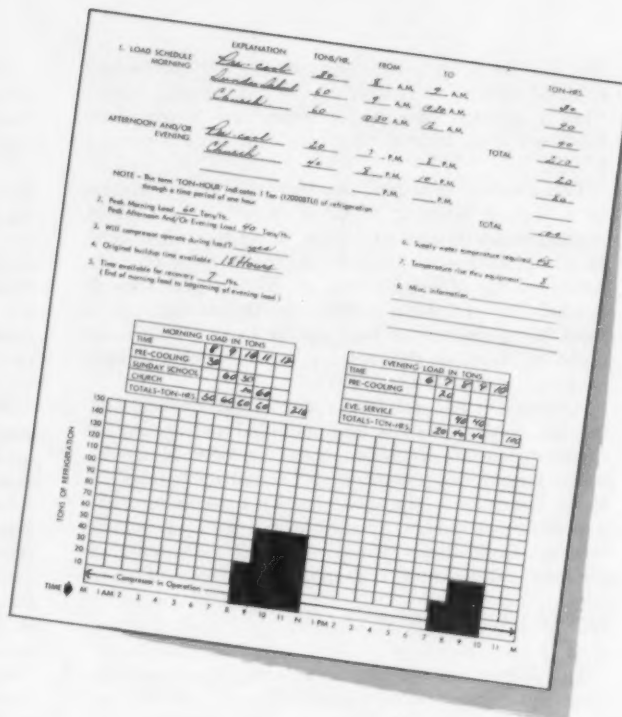 EXPLANATION TONS/HR. FROM TO TON-HRS.
1. LOAD SCHEDULE
MORNING Pre-cool 8 A.M. 9 A.M.
Sunday School 60 9 A.M. 10:30 A.M. 90
Church 60 10:30 A.M. 12 A.M. 90
TOTAL 210
AFTERNOON AND/OR
EVENING Pre-cool 20 7 P.M. 8 P.M. 20
Church 40 8 P.M. 10 P.M. 80
P.M. P.M.
TOTAL 100
NOTE - The term "TON-HOUR" indicates 1 Ton (12000BTU) of refrigeration
through a time period of one hour
2. Peak Morning Load 60 Tons/Hr.
Peak Afternoon And/Or Evening Load 40 Tons/Hr.
3. Will compressor operate during load? yes
4. Original buildup time available 18 Hours
5. Time available for recovery 7 Hrs.
(End of morning load to beginning of evening load)
6. Supply water temperature required 45
7. Temperature rise thru equipment 8
8. Misc. information
MORNING LOAD IN TONS
TIME 8 9 10 11 12
PRE-COOLING 30
SUNDAY SCHOOL 60 30
CHURCH 60
TOTALS-TON-HRS. 30 60 60 60 210
EVENING LOAD IN TONS
TIME 6 7 8 9 10
PRE-COOLING 20
EVE. SERVICE 40 40
TOTALS-TON-HRS. 20 40 40 100
TONS OF REFRIGERATION
150
140
130
120
110
100
90
80
70
60
50
40
30
20
10
Compressor in Operation
TIME M 1 AM 2 3 4 5 6 7 8 9 10 11 N 1 PM 2 3 4 5 6 7 8 9 10 11 M